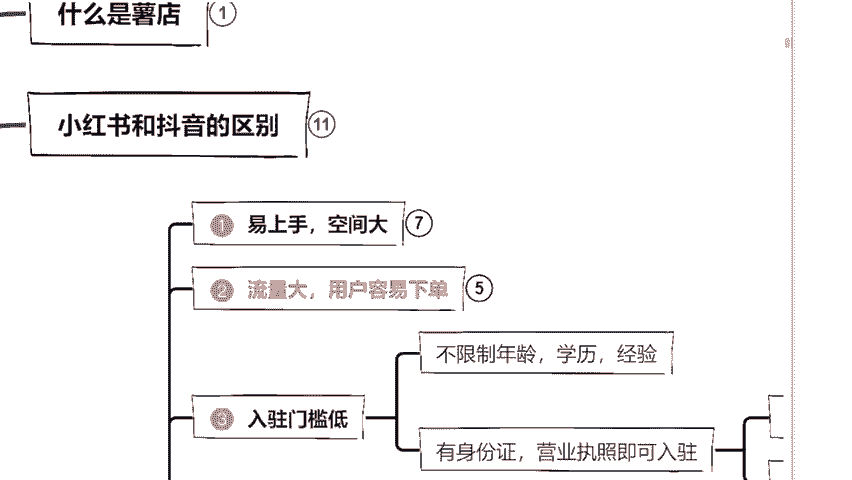 什么是薯店 1
小红书和抖音的区别 11
1 易上手，空间大 7
2 流量大，用户容易下单 5
不限制年龄，学历，经验
3 入驻门槛低
有身份证，营业执照即可入驻